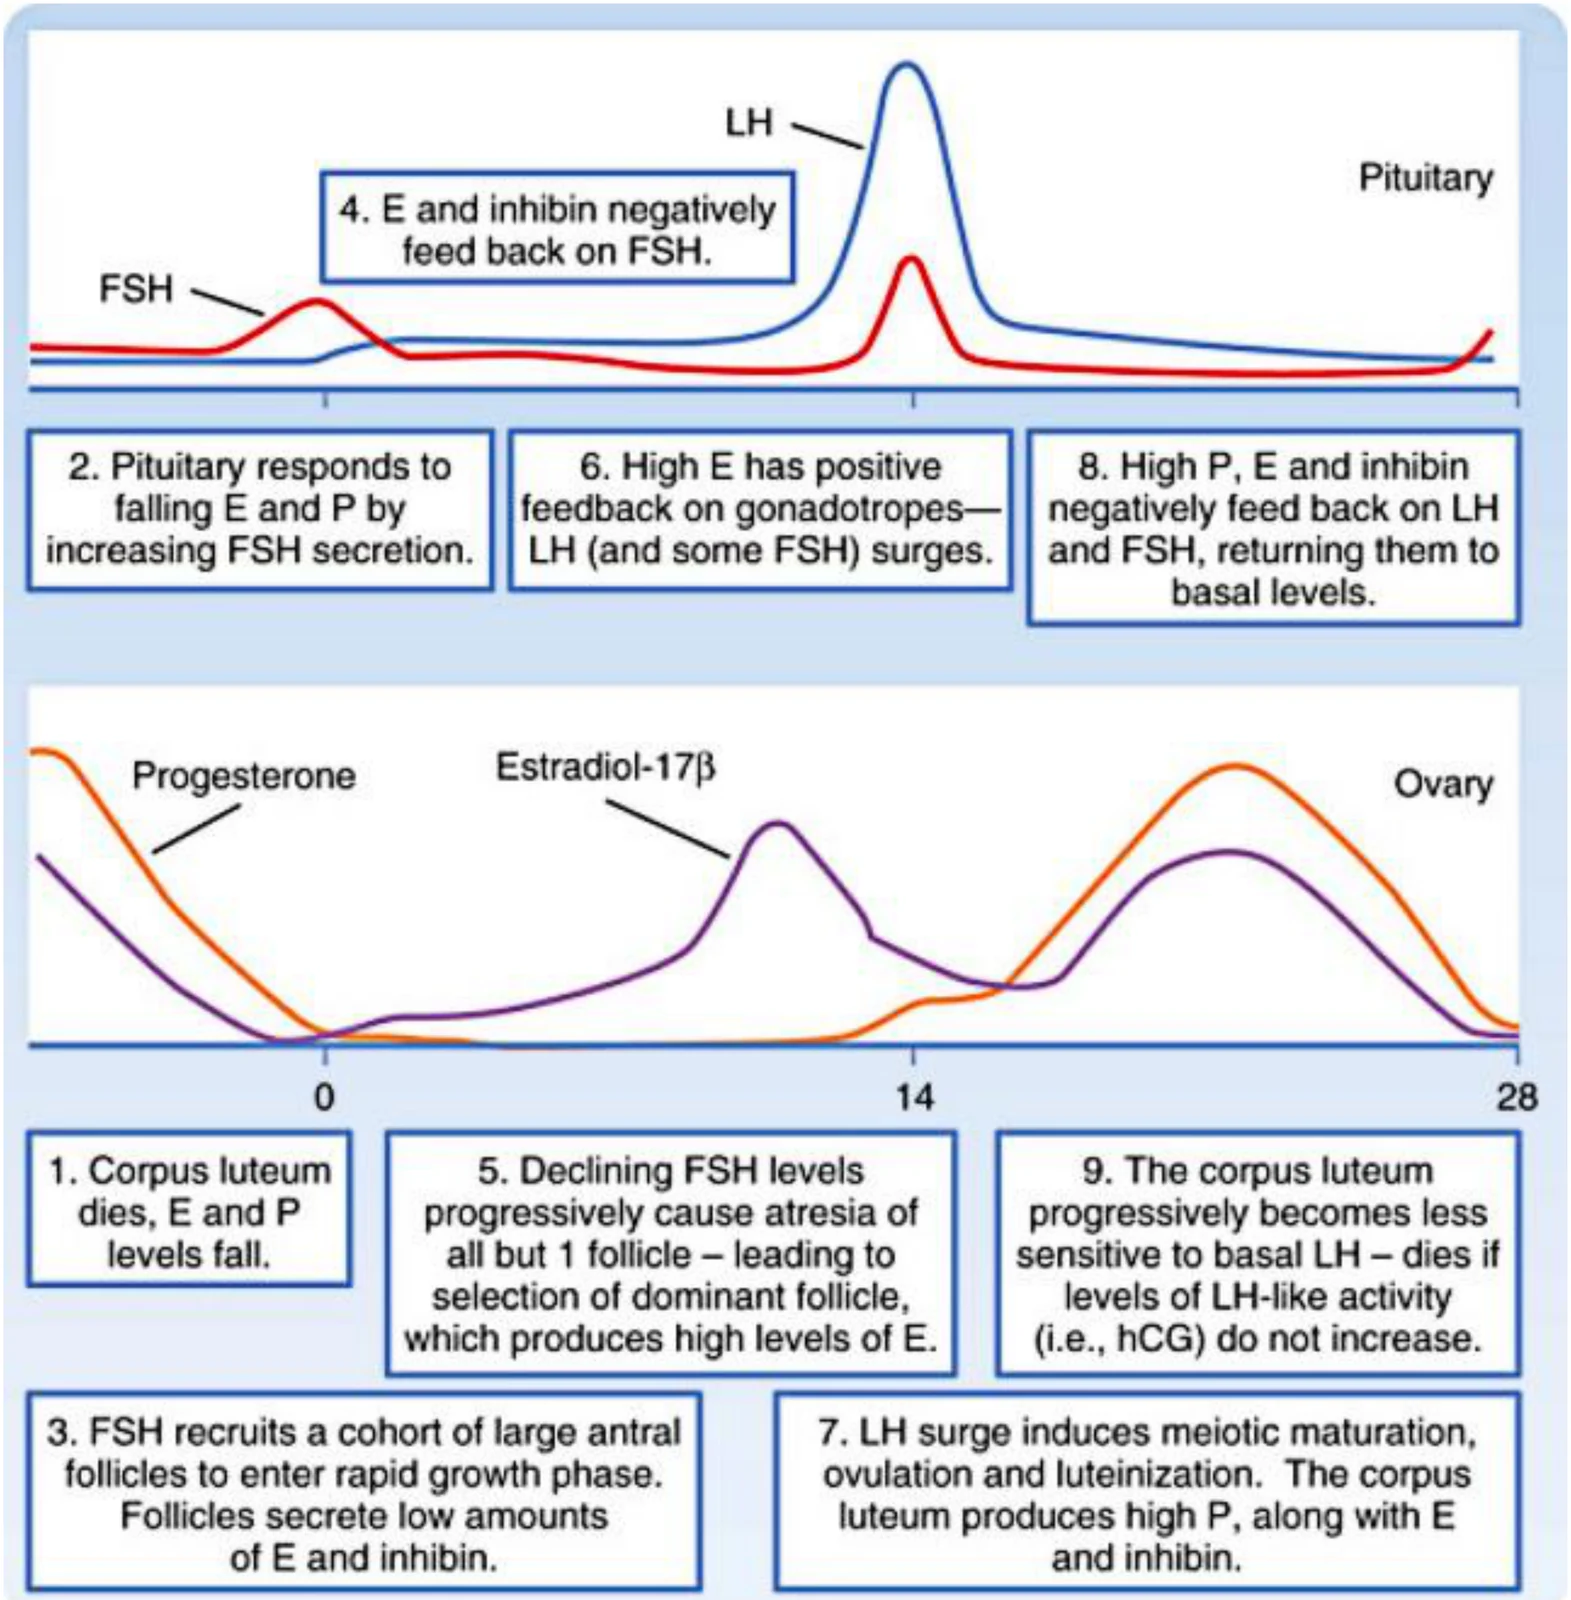 LH
Pituitary
4. E and inhibin negatively
feed back on FSH.
FSH
2. Pituitary responds to
falling E and P by
increasing FSH secretion.
6. High E has positive
feedback on gonadotropes—
LH (and some FSH) surges.
8. High P, E and inhibin
negatively feed back on LH
and FSH, returning them to
basal levels.
Progesterone
Estradiol-17β
Ovary
0
14
28
1. Corpus luteum
dies, E and P
levels fall.
5. Declining FSH levels
progressively cause atresia of
all but 1 follicle – leading to
selection of dominant follicle,
which produces high levels of E.
9. The corpus luteum
progressively becomes less
sensitive to basal LH – dies if
levels of LH-like activity
(i.e., hCG) do not increase.
3. FSH recruits a cohort of large antral
follicles to enter rapid growth phase.
Follicles secrete low amounts
of E and inhibin.
7. LH surge induces meiotic maturation,
ovulation and luteinization. The corpus
luteum produces high P, along with E
and inhibin.